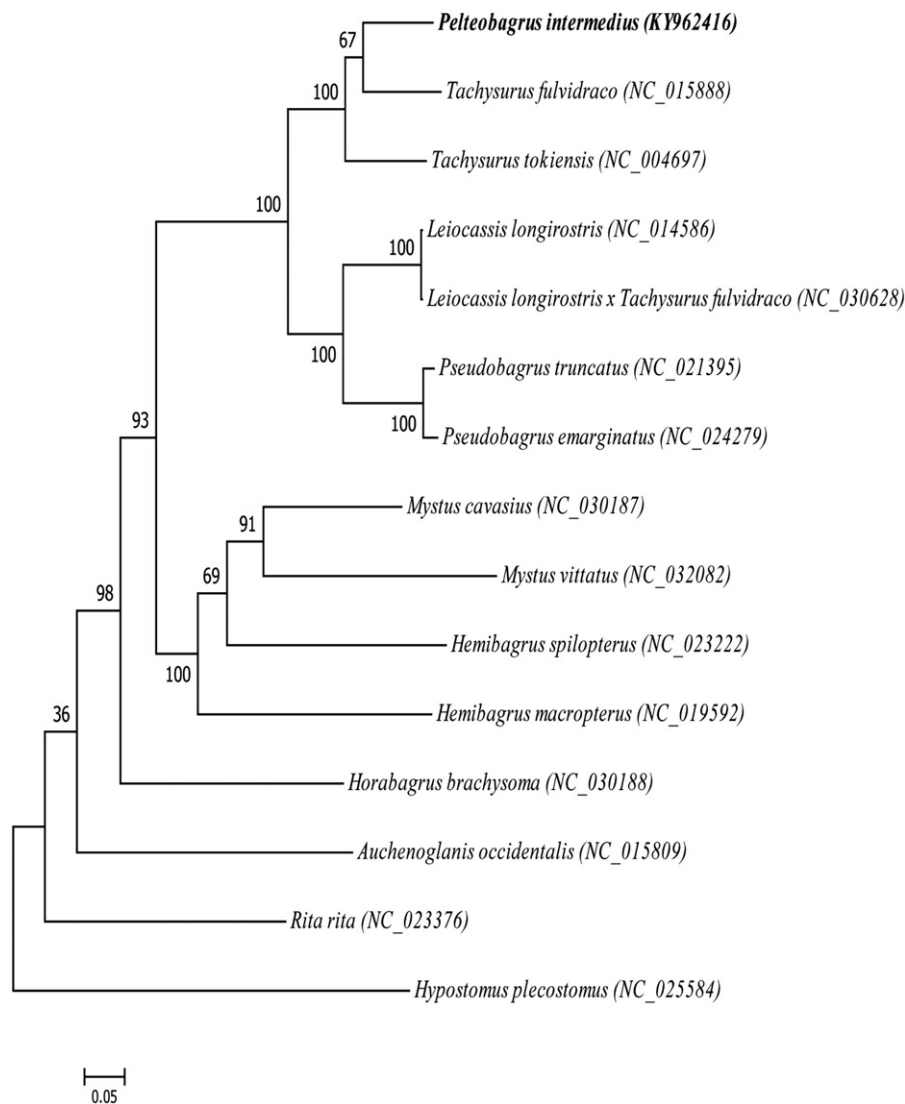 Pelteobagrus intermedius (KY962416)
67
Tachysurus fulvidraco (NC_015888)
100
Tachysurus tokiensis (NC_004697)
100
Leiocassis longirostris (NC_014586)
100
Leiocassis longirostris x Tachysurus fulvidraco (NC_030628)
100
Pseudobagrus truncatus (NC_021395)
100
Pseudobagrus emarginatus (NC_024279)
93
Mystus cavasius (NC_030187)
91
Mystus vittatus (NC_032082)
69
98
Hemibagrus spilopterus (NC_023222)
100
Hemibagrus macropterus (NC_019592)
36
Horabagrus brachysoma (NC_030188)
Auchenoglanis occidentalis (NC_015809)
Rita rita (NC_023376)
Hypostomus plecostomus (NC_025584)
0.05